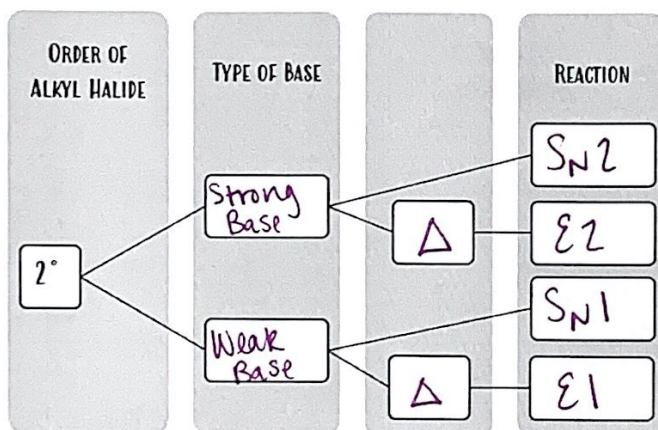 ORDER OF
ALKYL HALIDE
TYPE OF BASE
REACTION
2°
Strong
Base
Weak
Base
Δ
Δ
SN2
E2
SN1
E1